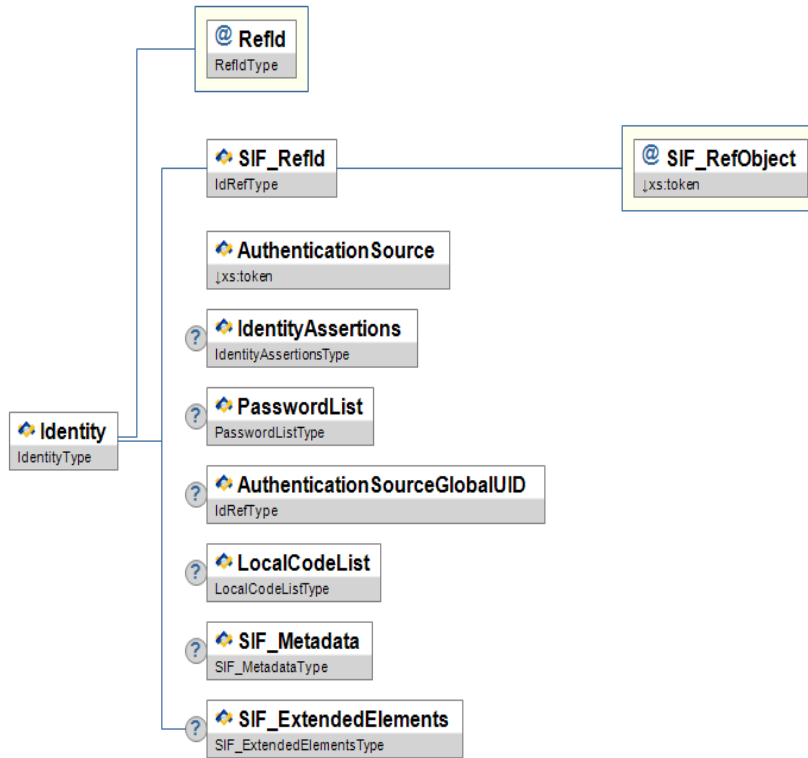 @ RefId
RefIdType
SIF_RefId
IdRefType
@ SIF_RefObject
↓xs:token
AuthenticationSource
↓xs:token
? IdentityAssertions
IdentityAssertionsType
? PasswordList
PasswordListType
Identity
IdentityType
? AuthenticationSourceGlobalUID
IdRefType
? LocalCodeList
LocalCodeListType
? SIF_Metadata
SIF_MetadataType
? SIF_ExtendedElements
SIF_ExtendedElementsType